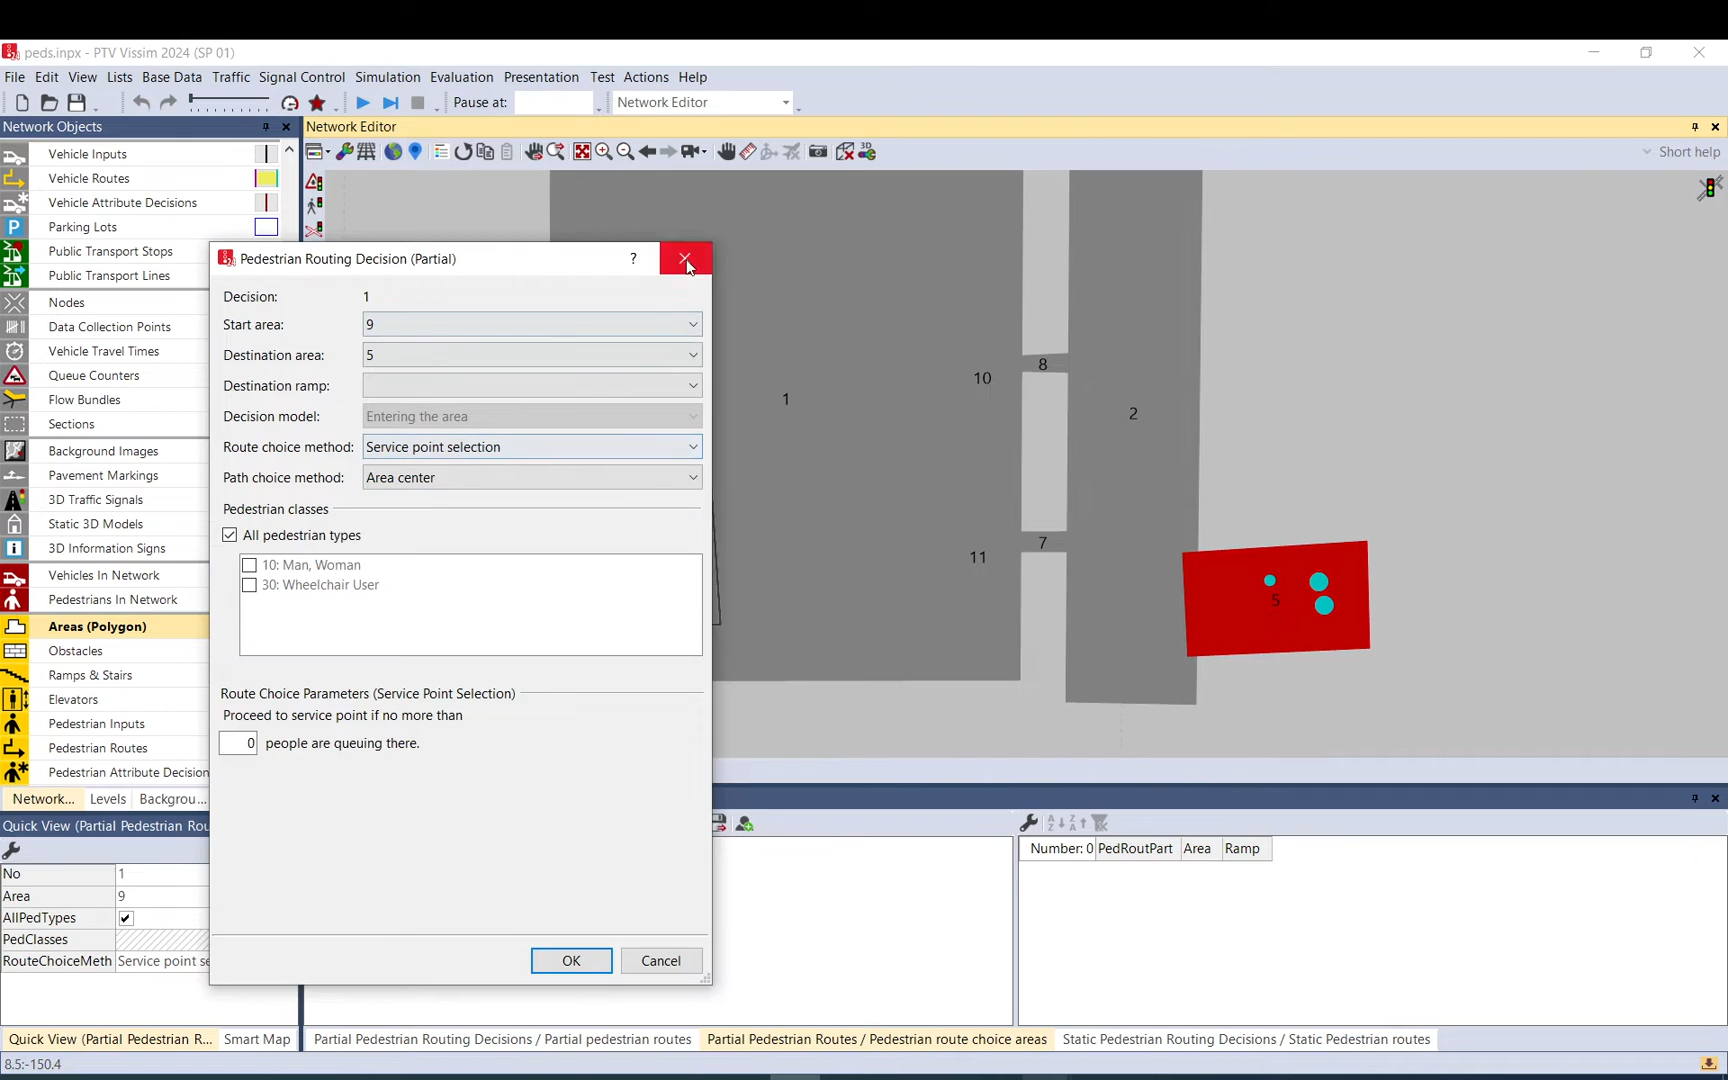 peds.inpx - PTV Vissim 2024 (SP 01)
File Edit View Lists Base Data Traffic Signal Control Simulation Evaluation Presentation Test Actions Help
Pause at: Network Editor
Network Objects
Network Editor
Short help
Vehicle Inputs
Vehicle Routes
Vehicle Attribute Decisions
Parking Lots
Public Transport Stops
Public Transport Lines
Nodes
Data Collection Points
Vehicle Travel Times
Queue Counters
Flow Bundles
Sections
Background Images
Pavement Markings
3D Traffic Signals
Static 3D Models
3D Information Signs
Vehicles In Network
Pedestrians In Network
Areas (Polygon)
Obstacles
Ramps & Stairs
Elevators
Pedestrian Inputs
Pedestrian Routes
Pedestrian Attribute Decision
Network... Levels Backgrou...
Quick View (Partial Pedestrian Rou
No 1
Area 9
AllPedTypes
PedClasses
RouteChoiceMeth Service point se
Quick View (Partial Pedestrian R... Smart Map
Pedestrian Routing Decision (Partial) ?
Decision: 1
Start area: 9
Destination area: 5
Destination ramp:
Decision model: Entering the area
Route choice method: Service point selection
Path choice method: Area center
Pedestrian classes
All pedestrian types
10: Man, Woman
30: Wheelchair User
Route Choice Parameters (Service Point Selection)
Proceed to service point if no more than
0 people are queuing there.
OK Cancel
1
10
8
2
11
7
5
3D
Number: 0 PedRoutPart Area Ramp
Partial Pedestrian Routing Decisions / Partial pedestrian routes Partial Pedestrian Routes / Pedestrian route choice areas Static Pedestrian Routing Decisions / Static Pedestrian routes
8.5:-150.4